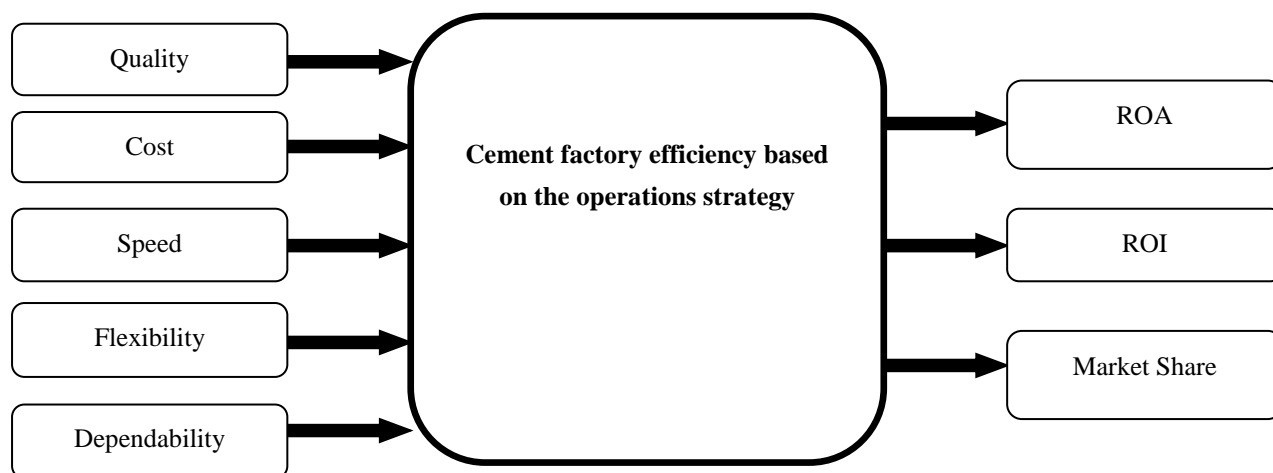 Quality
Cost
Speed
Flexibility
Dependability
Cement factory efficiency based
on the operations strategy
ROA
ROI
Market Share